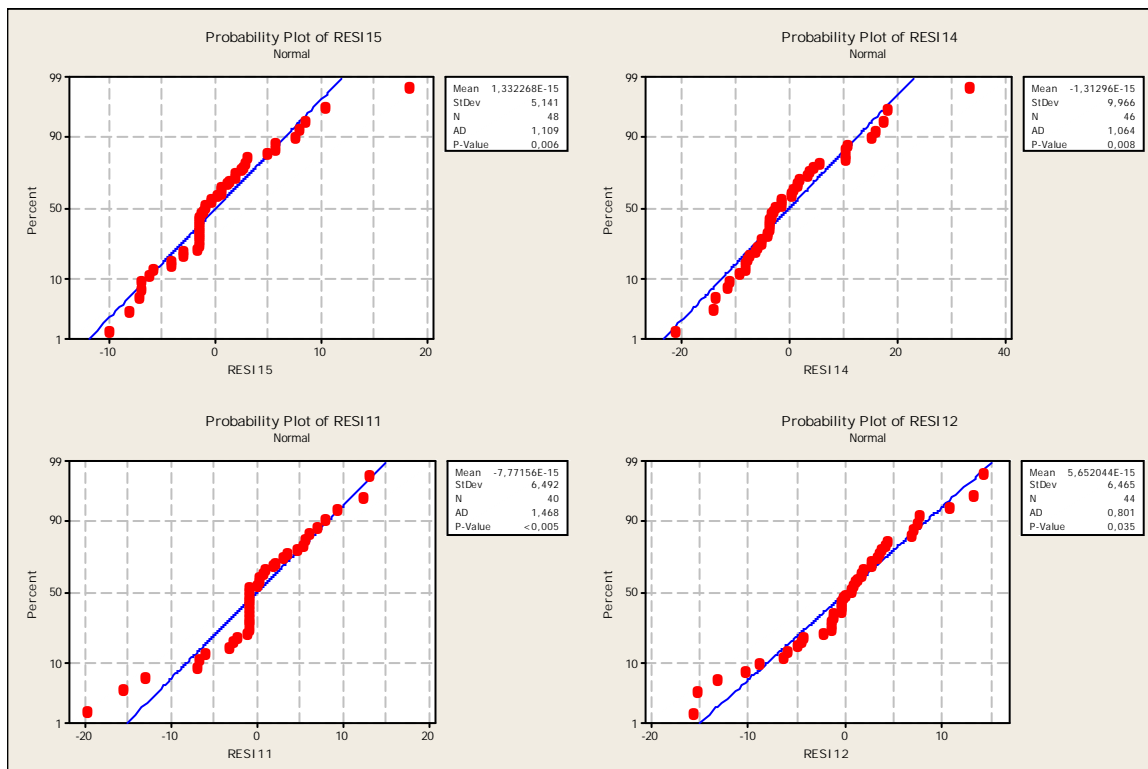 Probability Plot of RESI15
Normal
Percent
99
90
50
10
1
-10 0 10 20
RESI15
Mean 1,332268E-15
StDev 5,141
N 48
AD 1,109
P-Value 0,006
Probability Plot of RESI14
Normal
Percent
99
90
50
10
1
-20 0 20 40
RESI14
Mean -1,31296E-15
StDev 9,966
N 46
AD 1,064
P-Value 0,008
Probability Plot of RESI11
Normal
Percent
99
90
50
10
1
-20 -10 0 10 20
RESI11
Mean -7,77156E-15
StDev 6,492
N 40
AD 1,468
P-Value <0,005
Probability Plot of RESI12
Normal
Percent
99
90
50
10
1
-20 -10 0 10
RESI12
Mean 5,652044E-15
StDev 6,465
N 44
AD 0,801
P-Value 0,035